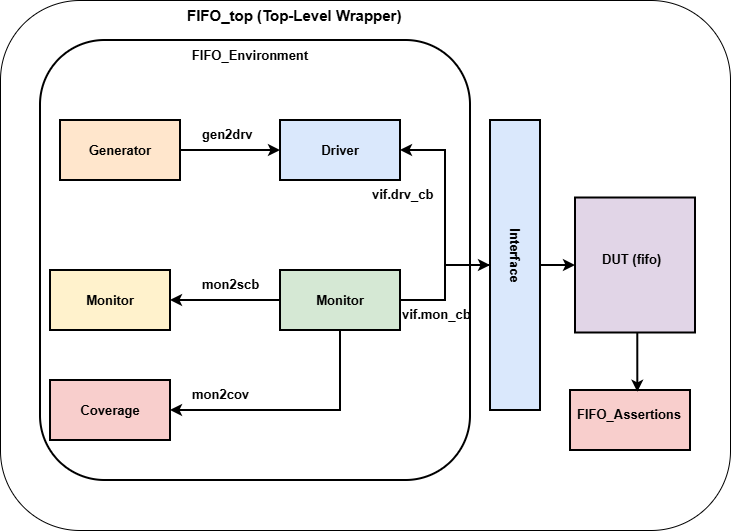 FIFO_top (Top-Level Wrapper)
FIFO_Environment
Generator
gen2drv
Driver
vif.drv_cb
Interface
DUT (fifo)
Monitor
mon2scb
Monitor
vif.mon_cb
Coverage
mon2cov
FIFO_Assertions